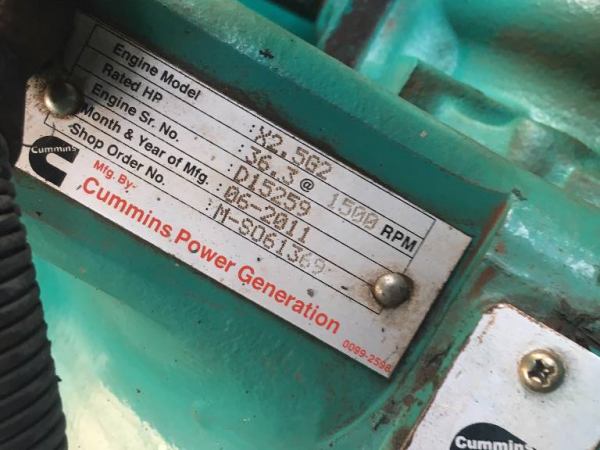 Engine Model : X2.5G2
Rated HP : 36.3@ 1500 RPM
Engine Sr. No. : D15259
Month & Year of Mfg. : 06-2011
Shop Order No. : M-SO61369
Cummins
Mfg. By:-
Cummins Power Generation
0099-2598
Cummins